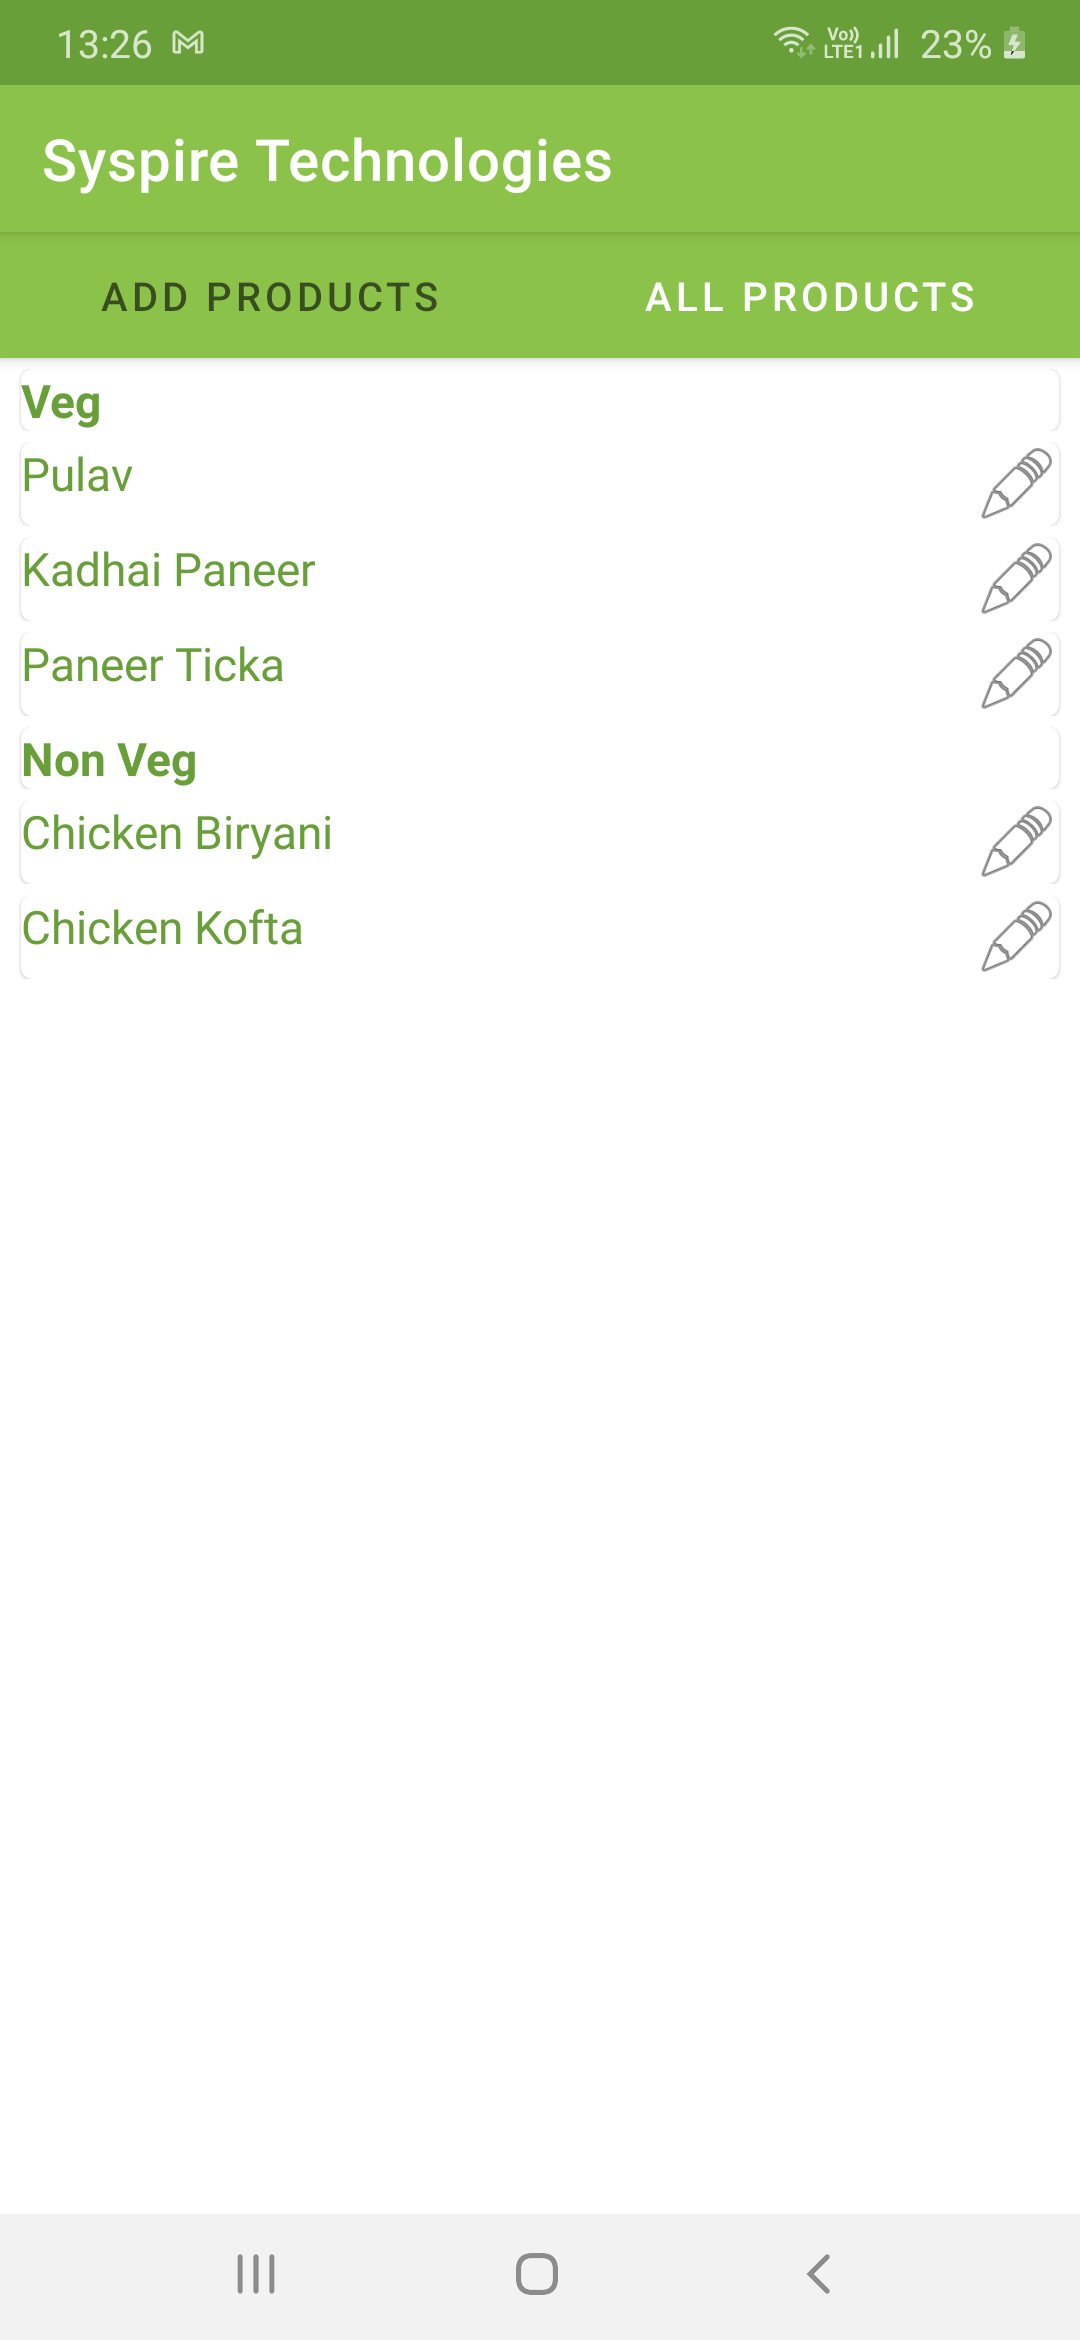 13:26 Vo)) LTE1 23%
Syspire Technologies
ADD PRODUCTS ALL PRODUCTS
Veg
Pulav
Kadhai Paneer
Paneer Ticka
Non Veg
Chicken Biryani
Chicken Kofta